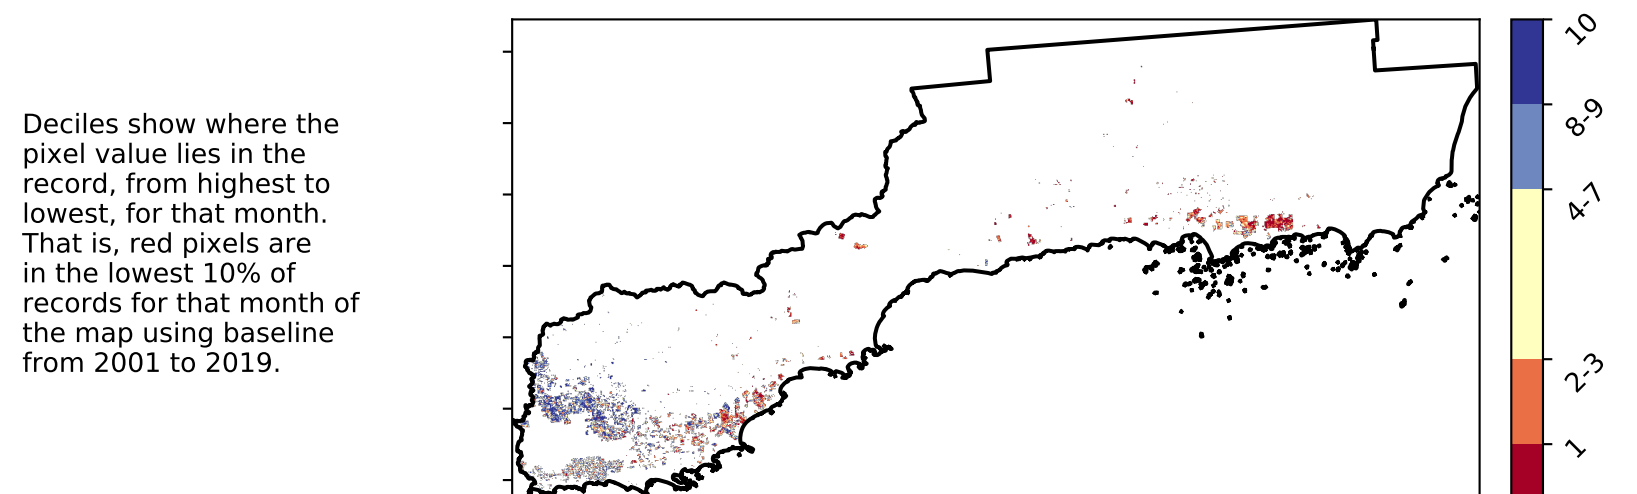 Deciles show where the
pixel value lies in the
record, from highest to
lowest, for that month.
That is, red pixels are
in the lowest 10% of
records for that month of
the map using baseline
from 2001 to 2019.
10
8-9
4-7
2-3
1